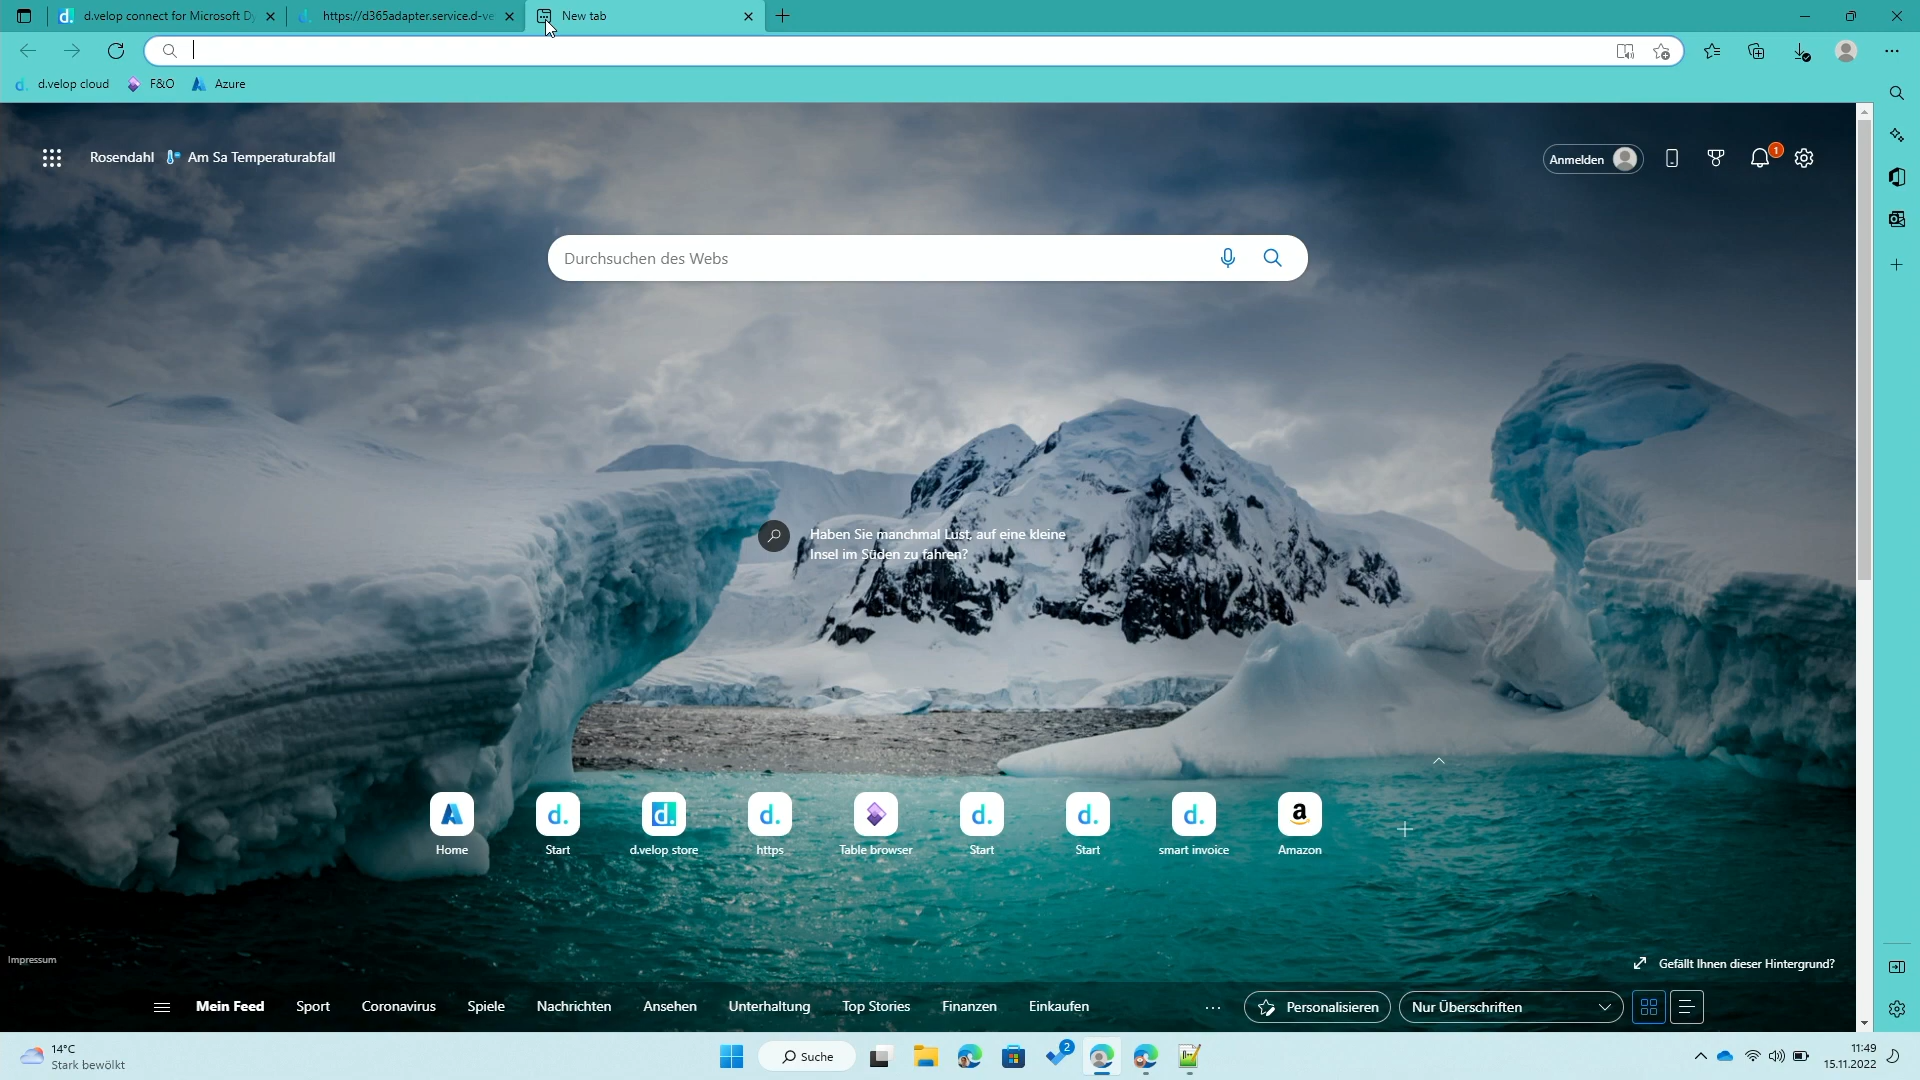 d.velop connect for Microsoft Dy
https://d365adapter.service.d-ve
New tab
d.velop cloud
F&O
Azure
Rosendahl
Am Sa Temperaturabfall
Anmelden
1
Durchsuchen des Webs
Haben Sie manchmal Lust, auf eine kleine
Insel im Süden zu fahren?
Home
Start
d.velop store
https
Table browser
Start
Start
smart invoice
Amazon
Impressum
Gefällt Ihnen dieser Hintergrund?
Mein Feed
Sport
Coronavirus
Spiele
Nachrichten
Ansehen
Unterhaltung
Top Stories
Finanzen
Einkaufen
Personalisieren
Nur Überschriften
14°C
Stark bewölkt
Suche
2
11:49
15.11.2022